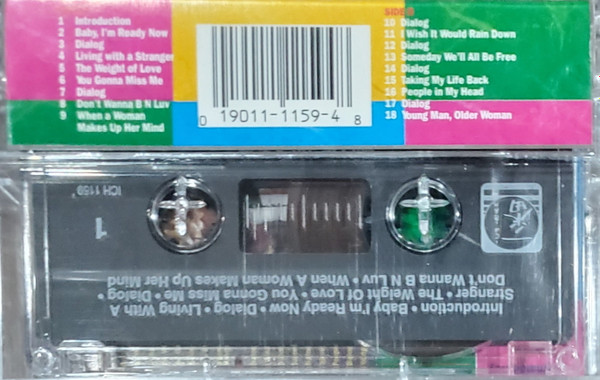 1 Introduction
2 Baby, I'm Ready Now
3 Dialog
4 Living with a Stranger
5 The Weight of Love
6 You Gonna Miss Me
7 Dialog
8 Don't Wanna B N Luv
9 When a Woman
Makes Up Her Mind
SIDE B
10 Dialog
11 I Wish It Would Rain Down
12 Dialog
13 Someday We'll All Be Free
14 Dialog
15 Taking My Life Back
16 People in My Head
17 Dialog
18 Young Man, Older Woman
0 19011-1159-4 8
ICH 1159
1
Introduction • Baby I'm Ready Now • Dialog • Living With A
Stranger • The Weight Of Love • You Gonna Miss Me • Dialog •
Don't Wanna B N Luv • When A Woman Makes Up Her Mind